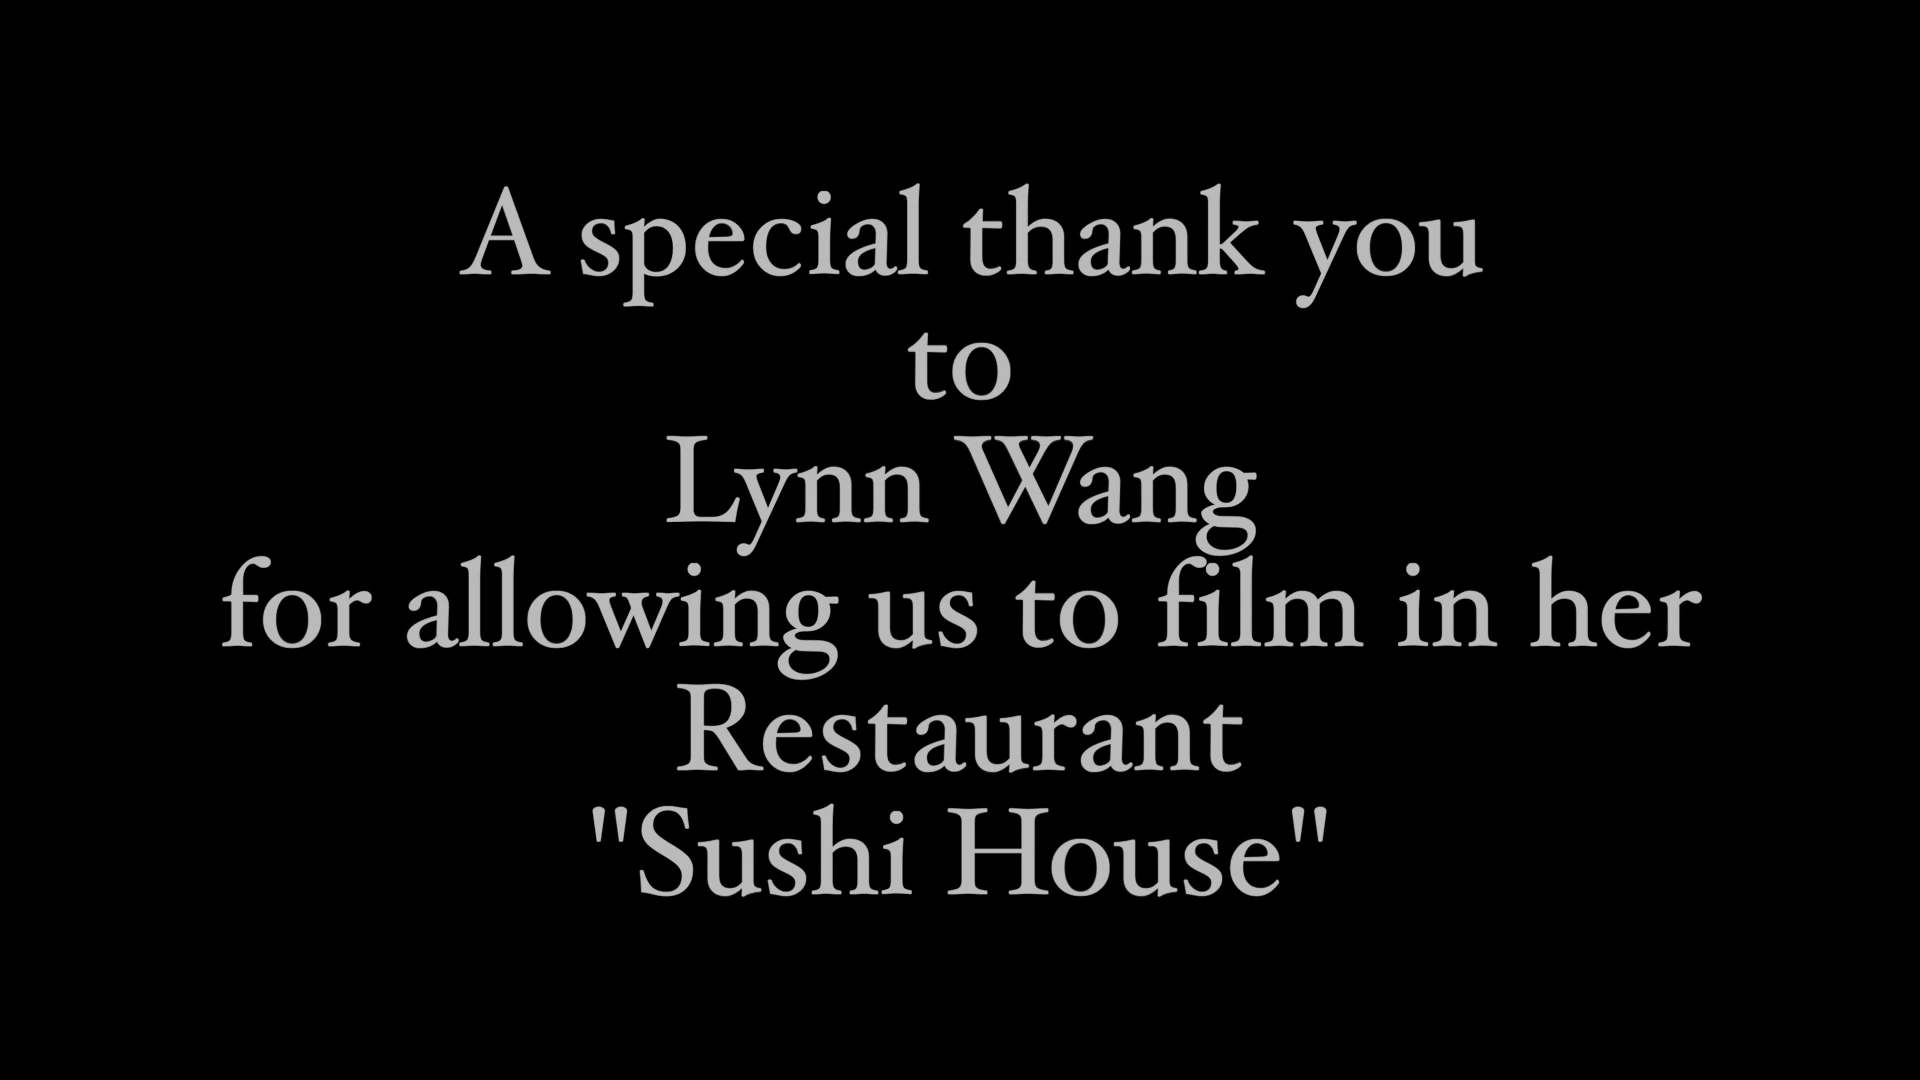 A special thank you
to
Lynn Wang
for allowing us to film in her
Restaurant
"Sushi House"